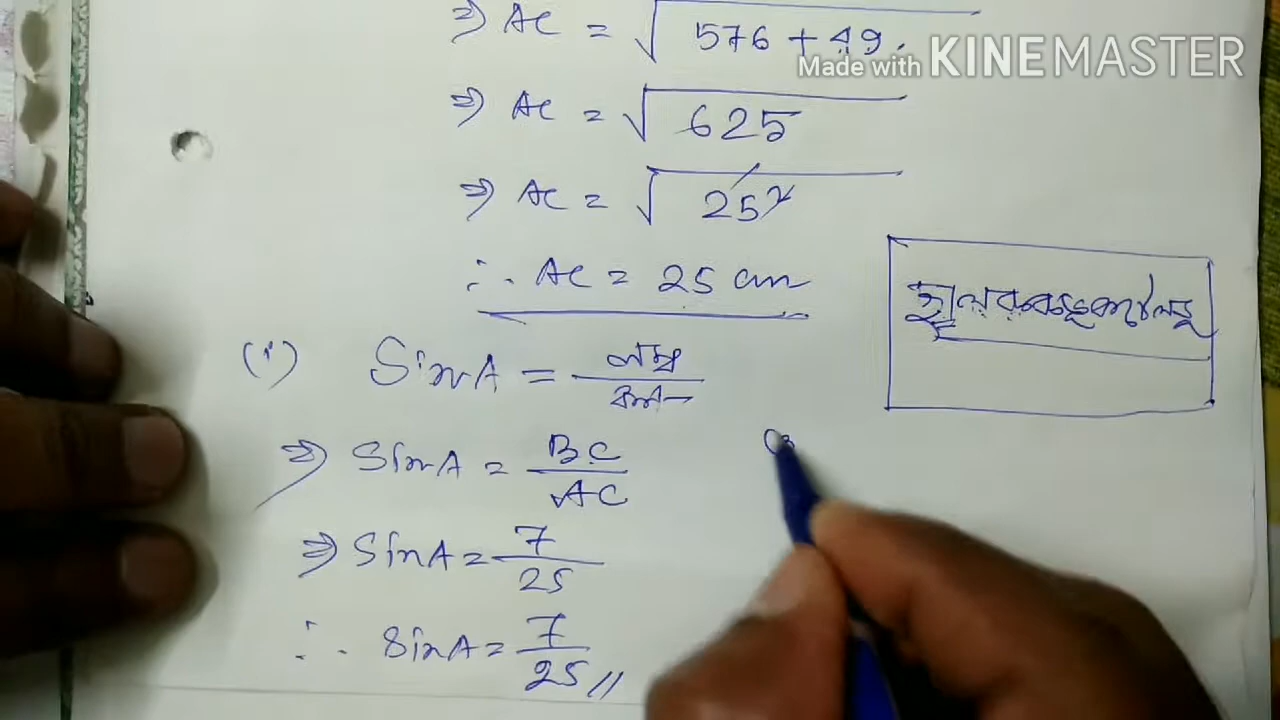 ⇒ AC = √576 + 49
Made with KINEMASTER
⇒ AC = √625
⇒ AC = √25²
∴ AC = 25 cm
(i) SinA = লম্ব / কৰ্ণ
⇒ SinA = BC / AC
⇒ SinA = 7 / 25
∴ SinA = 7 / 25 //